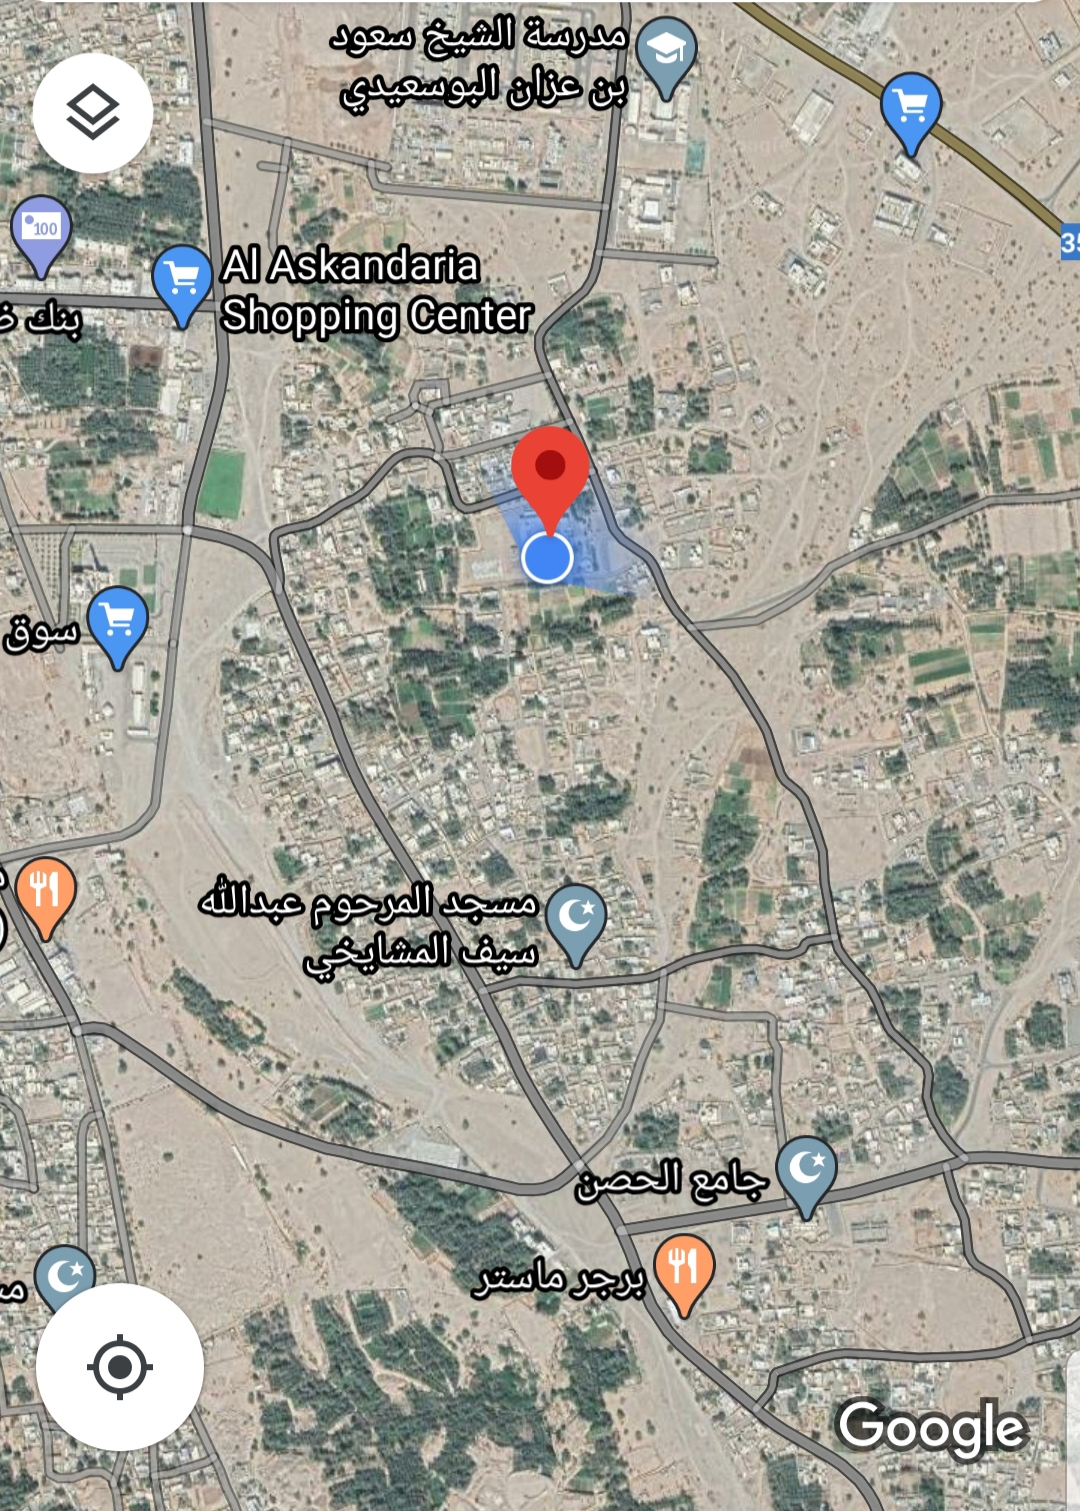 مدرسة الشيخ سعود
بن عزان البوسعيدي
100
35
Al Askandaria
Shopping Center
بنك
سوق
مسجد المرحوم عبدالله
سيف المشايخي
جامع الحصن
برجر ماستر
Google